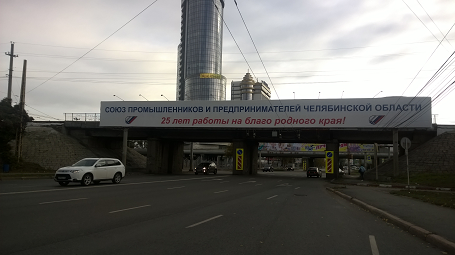 СОЮЗ ПРОМЫШЛЕННИКОВ И ПРЕДПРИНИМАТЕЛЕЙ ЧЕЛЯБИНСКОЙ ОБЛАСТИ
25 лет работы на благо родного края!